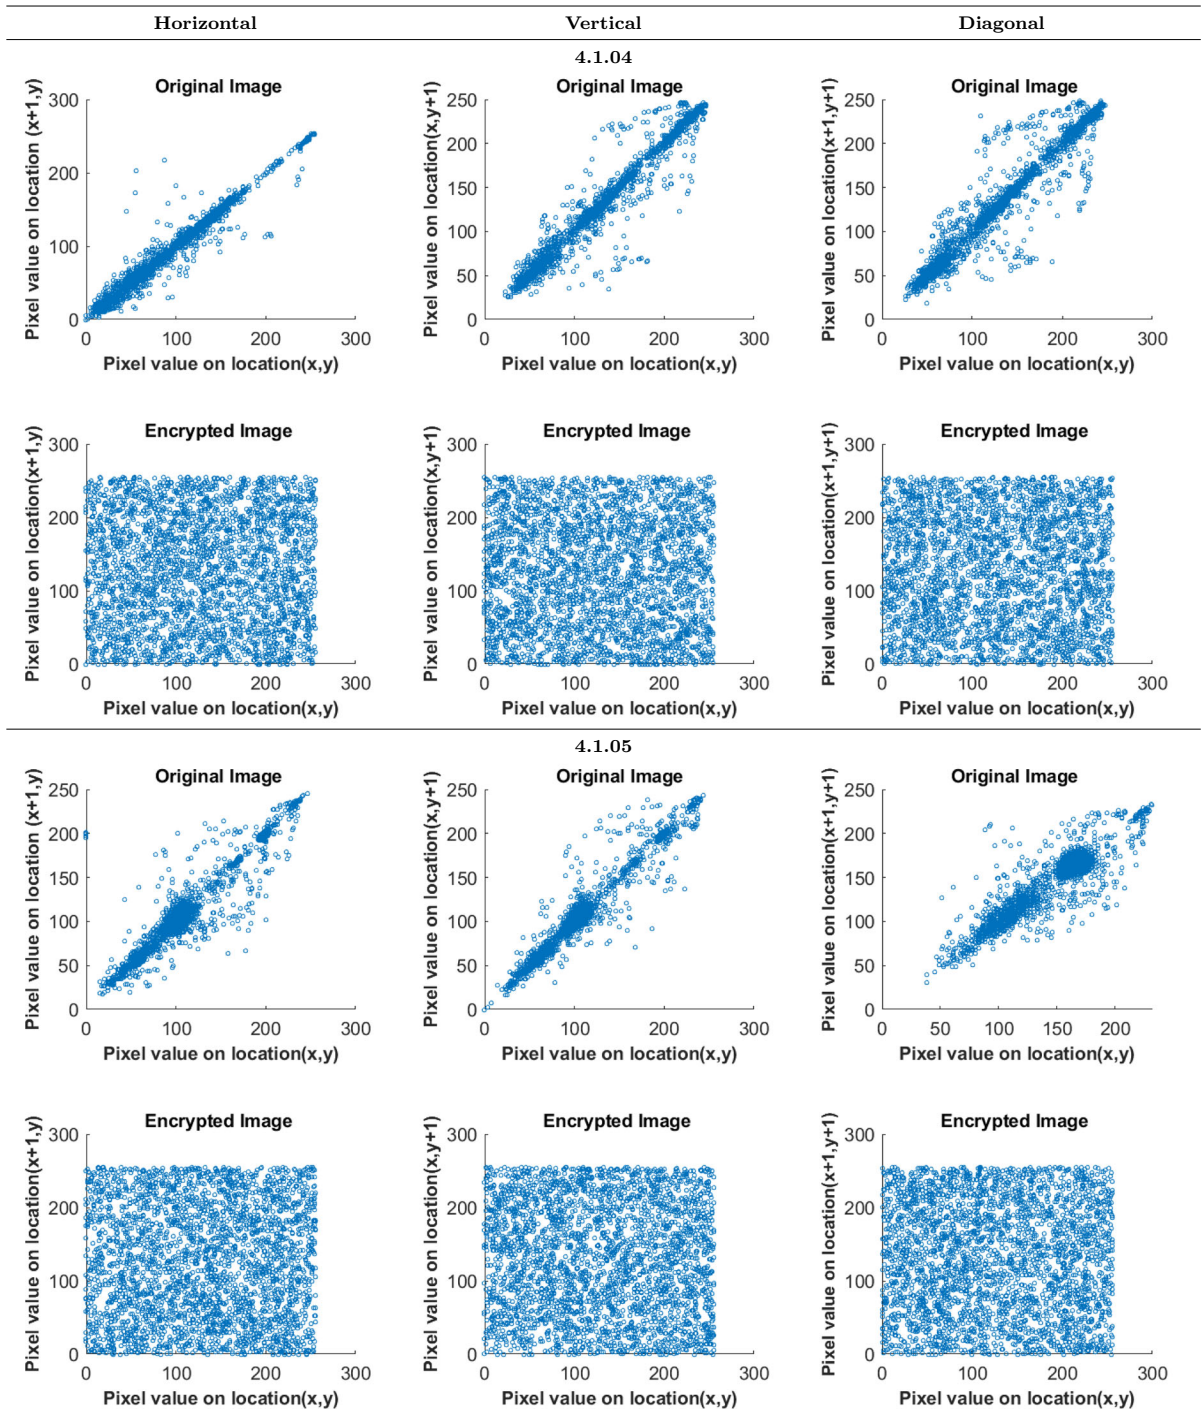 Horizontal Vertical Diagonal
4.1.04
Original Image Original Image Original Image
Pixel value on location (x+1,y)
300
200
100
0
0 100 200 300
Pixel value on location(x,y)
Pixel value on location(x,y+1)
250
200
150
100
50
0
0 100 200 300
Pixel value on location(x,y)
Pixel value on location(x+1,y+1)
250
200
150
100
50
0
0 100 200 300
Pixel value on location(x,y)
Encrypted Image Encrypted Image Encrypted Image
Pixel value on location(x+1,y)
300
200
100
0
0 100 200 300
Pixel value on location(x,y)
Pixel value on location(x,y+1)
300
200
100
0
0 100 200 300
Pixel value on location(x,y)
Pixel value on location(x+1,y+1)
300
200
100
0
0 100 200 300
Pixel value on location(x,y)
4.1.05
Original Image Original Image Original Image
Pixel value on location (x+1,y)
250
200
150
100
50
0
0 100 200 300
Pixel value on location(x,y)
Pixel value on location(x,y+1)
250
200
150
100
50
0
0 100 200 300
Pixel value on location(x,y)
Pixel value on location(x+1,y+1)
250
200
150
100
50
0
0 50 100 150 200
Pixel value on location(x,y)
Encrypted Image Encrypted Image Encrypted Image
Pixel value on location(x+1,y)
300
200
100
0
0 100 200 300
Pixel value on location(x,y)
Pixel value on location(x,y+1)
300
200
100
0
0 100 200 300
Pixel value on location(x,y)
Pixel value on location(x+1,y+1)
300
200
100
0
0 100 200 300
Pixel value on location(x,y)